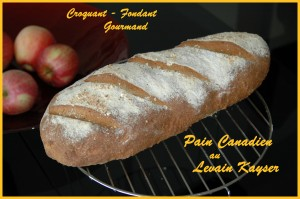 Croquant - Fondant
Gourmand
Pain Canadien
au
Levain Kayser